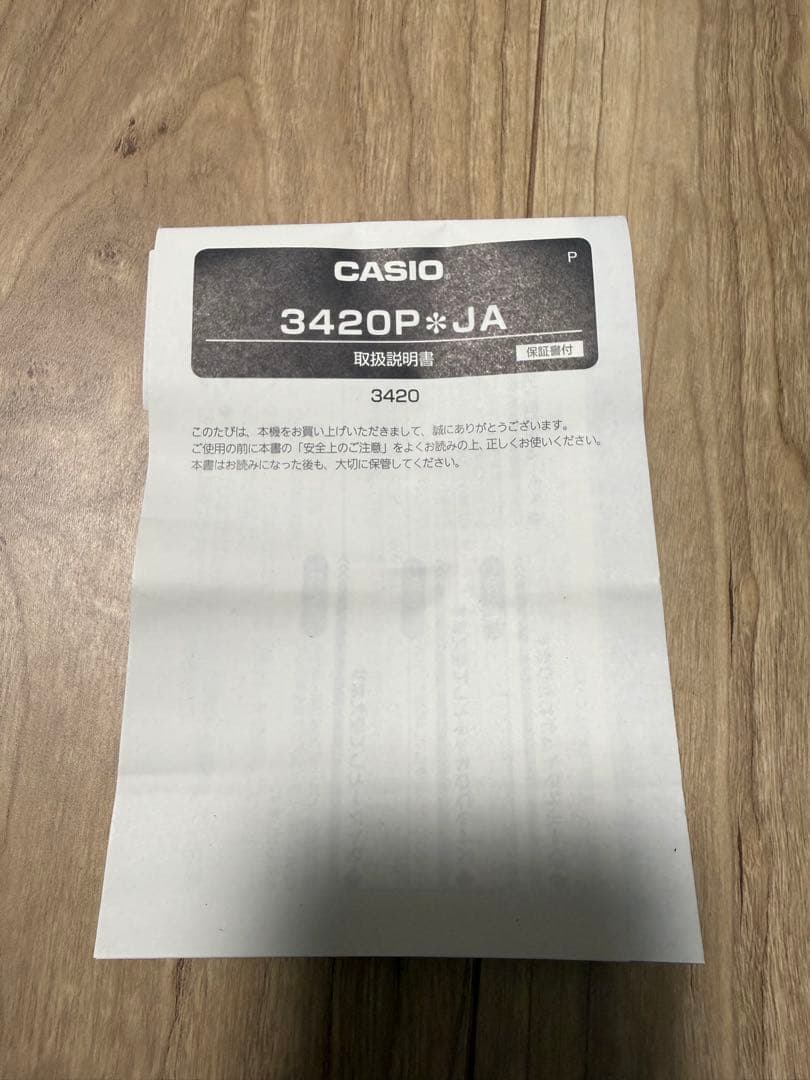 CASIO®
P
3420P*JA
取扱説明書
保証書付
3420
このたびは、本機をお買い上げいただきまして、誠にありがとうございます。
ご使用の前に本書の「安全上のご注意」をよくお読みの上、正しくお使いください。
本書はお読みになった後も、大切に保管してください。